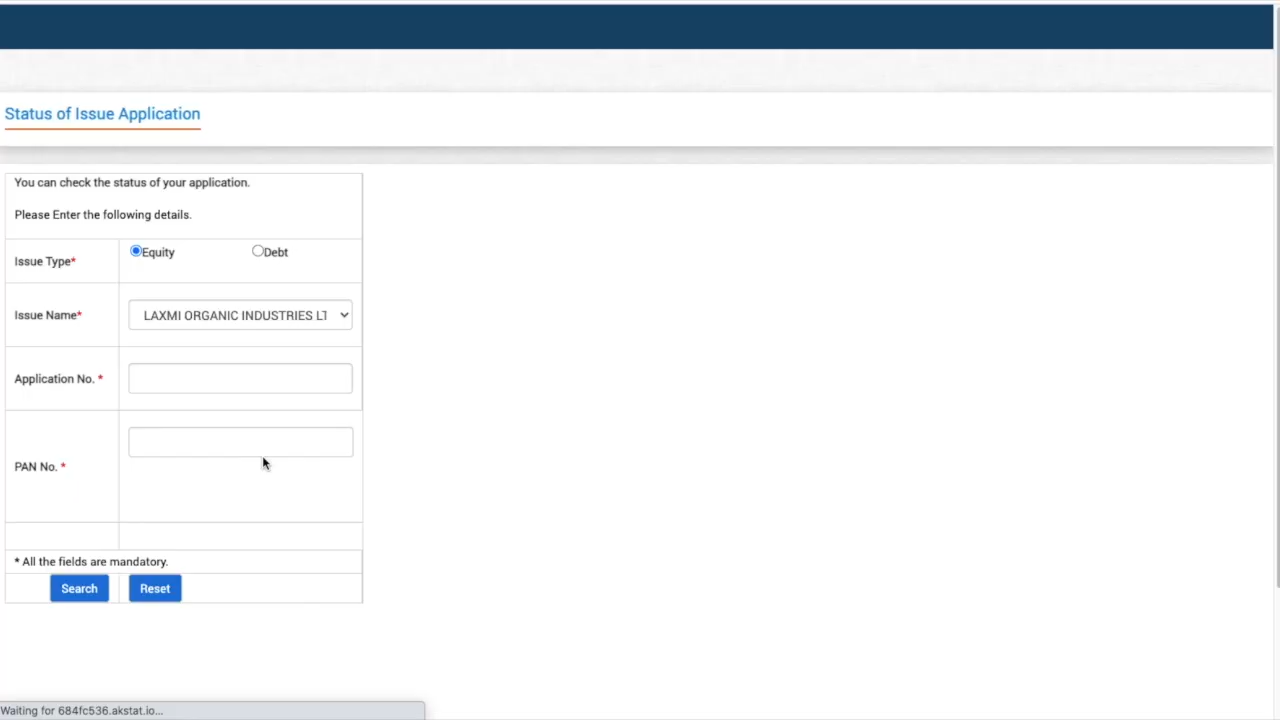 Status of Issue Application
You can check the status of your application.
Please Enter the following details.
Issue Type*
Equity
Debt
Issue Name*
LAXMI ORGANIC INDUSTRIES LT
Application No. *
PAN No. *
* All the fields are mandatory.
Search
Reset
Waiting for 684fc536.akstat.io...